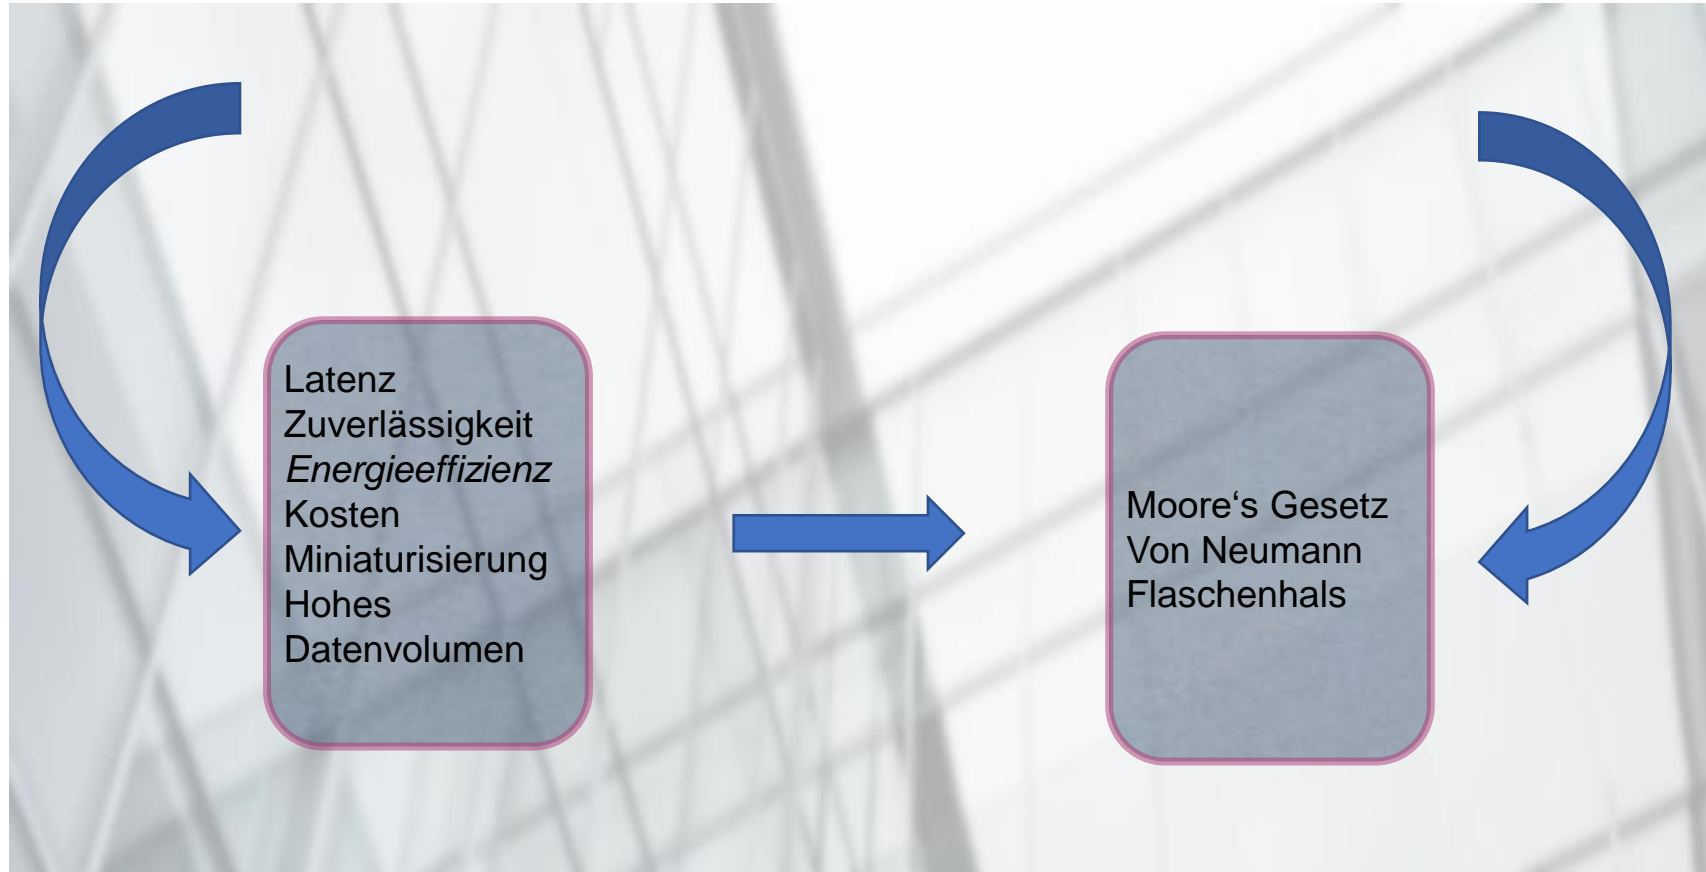 Latenz
Zuverlässigkeit
Energieeffizienz
Kosten
Miniaturisierung
Hohes
Datenvolumen
Moore‘s Gesetz
Von Neumann
Flaschenhals